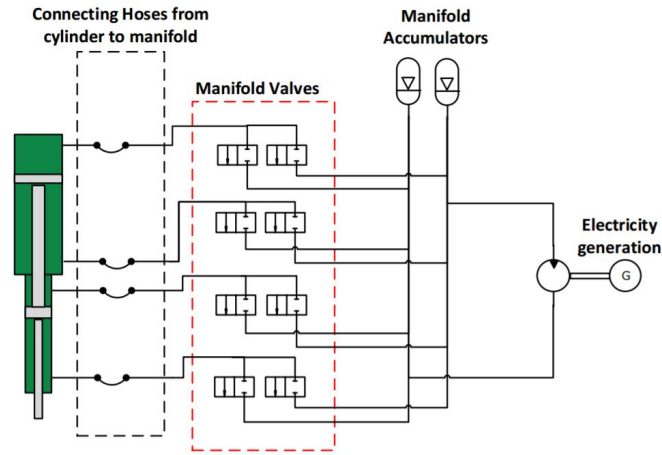 Connecting Hoses from
cylinder to manifold
Manifold
Accumulators
Manifold Valves
Electricity
generation
G